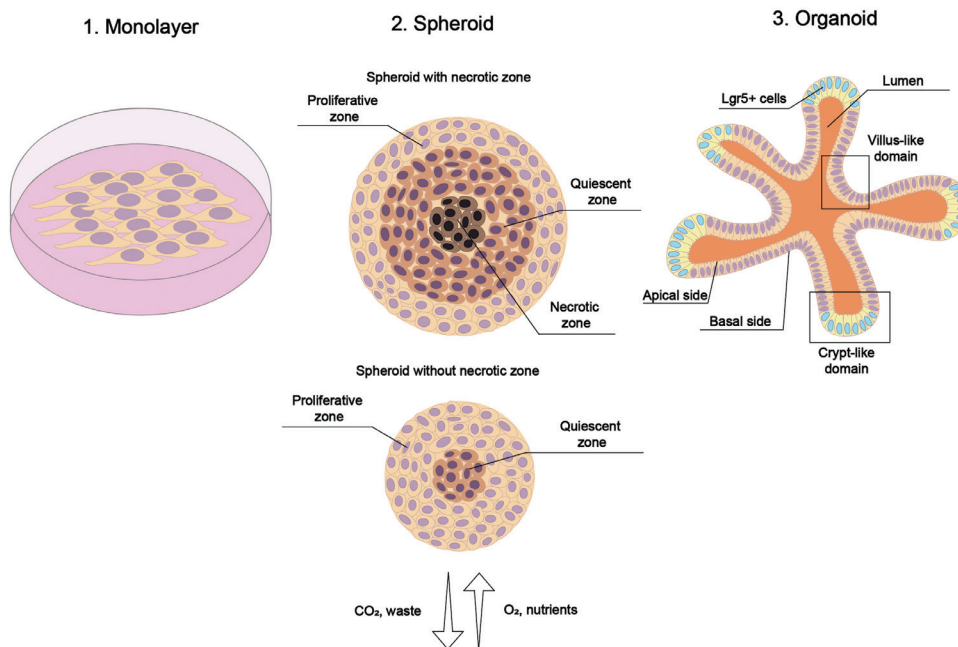 1. Monolayer
2. Spheroid
Spheroid with necrotic zone
Proliferative
zone
Quiescent
zone
Necrotic
zone
Spheroid without necrotic zone
Proliferative
zone
Quiescent
zone
CO₂, waste
O₂, nutrients
3. Organoid
Lgr5+ cells
Lumen
Villus-like
domain
Apical side
Basal side
Crypt-like
domain